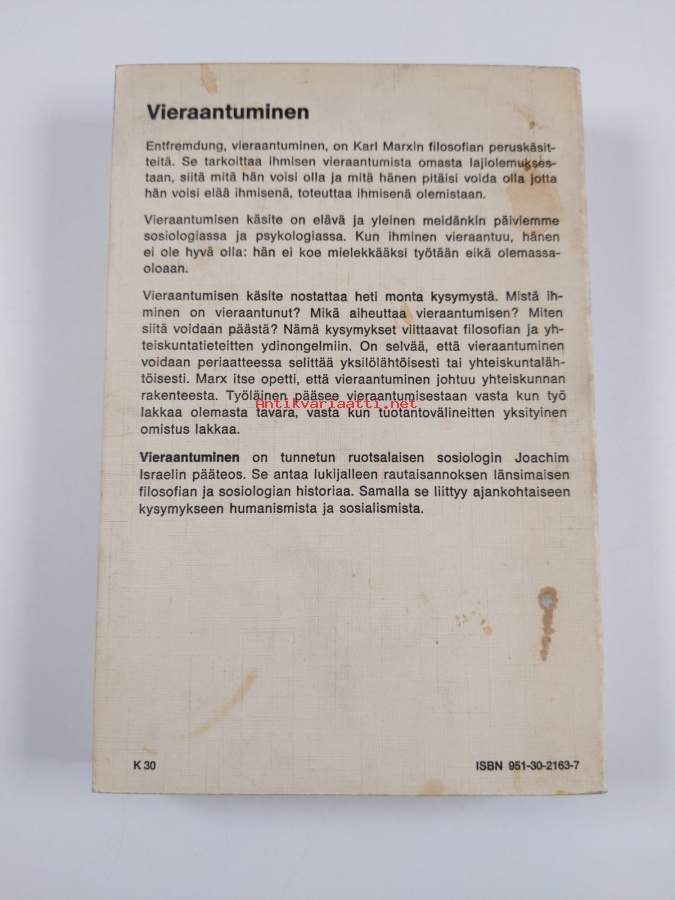 Vieraantuminen
Entfremdung, vieraantuminen, on Karl Marxin filosofian peruskäsit-
teitä. Se tarkoittaa ihmisen vieraantumista omasta lajiolemukses-
taan, siitä mitä hän voisi olla ja mitä hänen pitäisi voida olla jotta
hän voisi elää ihmisenä, toteuttaa ihmisenä olemistaan.
Vieraantumisen käsite on elävä ja yleinen meidänkin päiviemme
sosiologiassa ja psykologiassa. Kun ihminen vieraantuu, hänen
ei ole hyvä olla: hän ei koe mielekkääksi työtään eikä olemassa-
oloaan.
Vieraantumisen käsite nostattaa heti monta kysymystä. Mistä ih-
minen on vieraantunut? Mikä aiheuttaa vieraantumisen? Miten
siitä voidaan päästä? Nämä kysymykset viittaavat filosofian ja yh-
teiskuntatieteitten ydinongelmiin. On selvää, että vieraantuminen
voidaan periaatteessa selittää yksilölähtöisesti tai yhteiskuntaläh-
töisesti. Marx itse opetti, että vieraantuminen johtuu yhteiskunnan
rakenteesta. Työläinen pääsee vieraantumisestaan vasta kun työ
Antikvariaatti.net
lakkaa olemasta tavara, vasta kun tuotantovälineitten yksityinen
omistus lakkaa.
Vieraantuminen on tunnetun ruotsalaisen sosiologin Joachim
Israelin pääteos. Se antaa lukijalleen rautaisannoksen länsimaisen
filosofian ja sosiologian historiaa. Samalla se liittyy ajankohtaiseen
kysymykseen humanismista ja sosialismista.
K 30
ISBN 951-30-2163-7